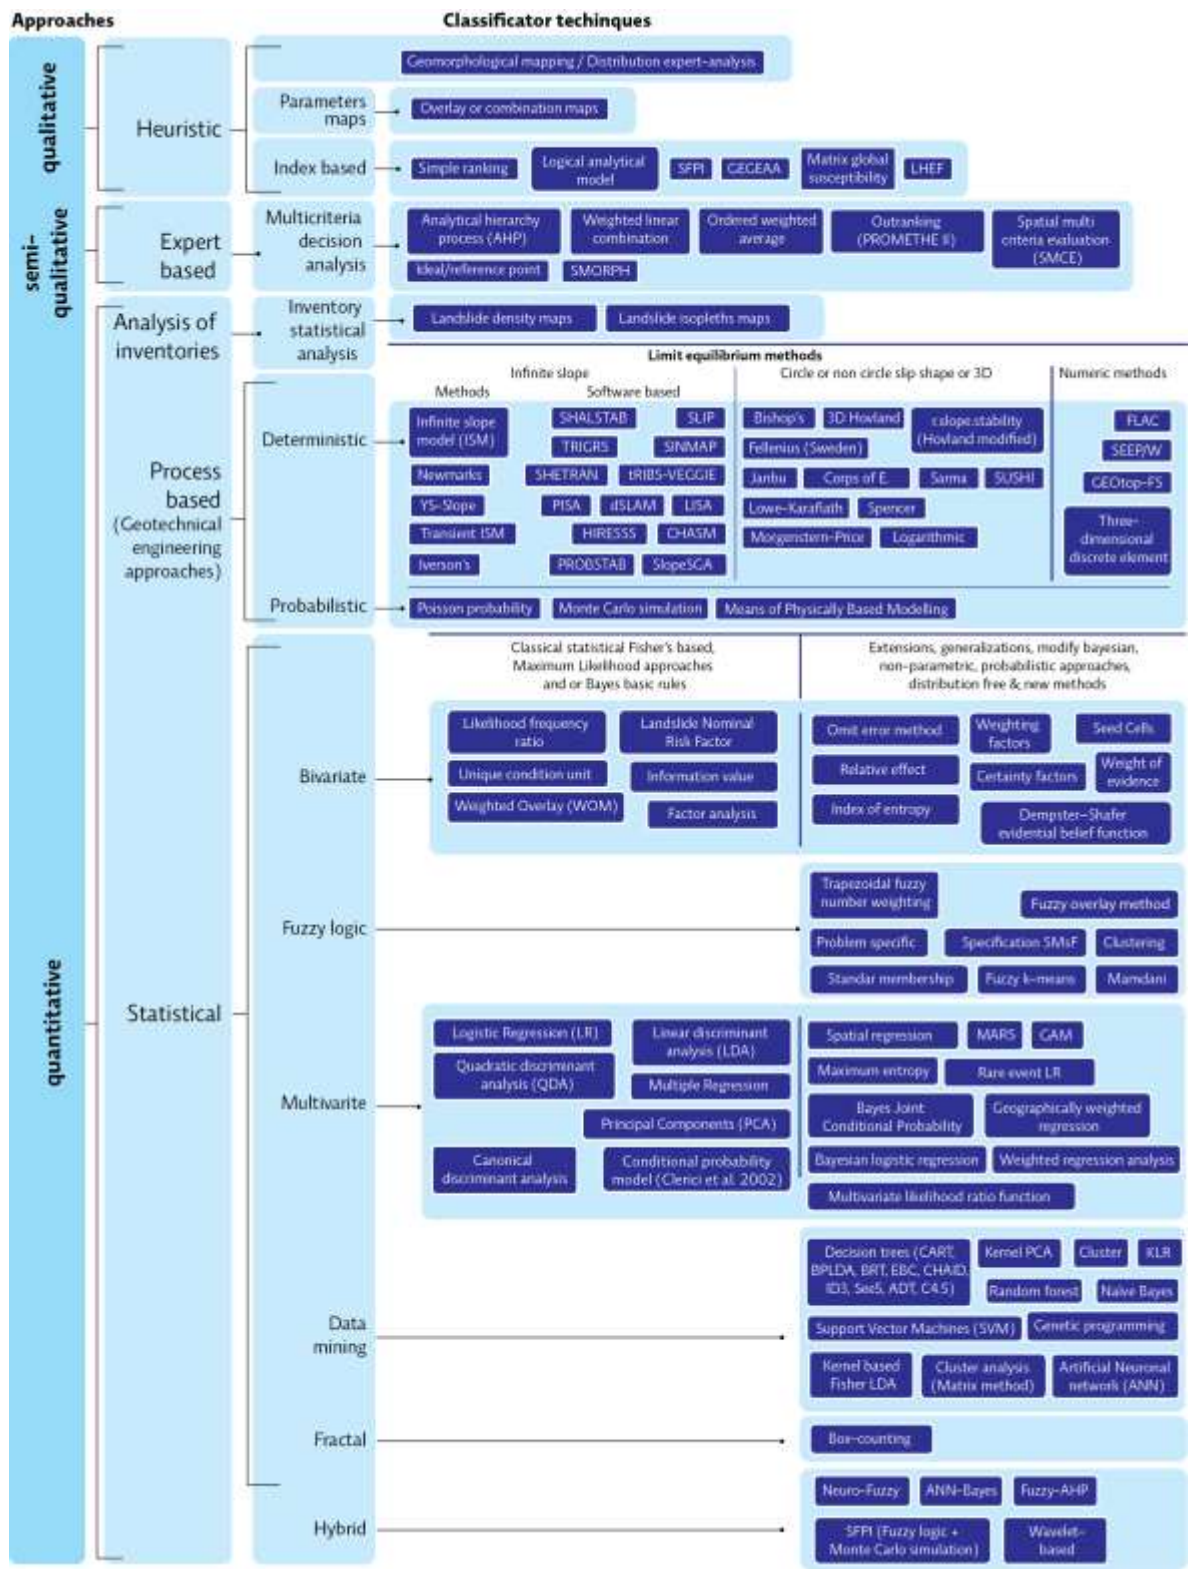 Approaches
Classificator techinques
qualitative
Heuristic
Geomorphological mapping / Distribution expert-analysis
Parameters
maps
Overlay or combination maps
Index based
Simple ranking
Logical analytical
model
SFPI
GEGEAA
Matrix global
susceptibility
LHEF
semi-
qualitative
Expert
based
Multicriteria
decision
analysis
Analytical hierarchy
process (AHP)
Weighted linear
combination
Ordered weighted
average
Outranking
(PROMETHE II)
Spatial multi
criteria evaluation
(SMCE)
Ideal/reference point
SMORPH
quantitative
Analysis of
inventories
Inventory
statistical
analysis
Landslide density maps
Landslide isopleths maps
Process
based
(Geotechnical
engineering
approaches)
Limit equilibrium methods
Infinite slope
Circle or non circle slip shape or 3D
Numeric methods
Methods
Software based
Deterministic
Infinite slope
model (ISM)
Newmarks
YS-Slope
Transient ISM
Iverson's
SHALSTAB
SLIP
TRIGRS
SINMAP
SHETRAN
tRIBS-VEGGIE
PISA
dSLAM
LISA
HIRESSS
CHASM
PROBSTAB
SlopeSGA
Bishop's
3D Hovland
r.slope.stability
(Hovland modified)
Fellenius (Sweden)
Janbu
Corps of E.
Sarma
SUSHI
Lowe-Karafiath
Spencer
Morgenstern-Price
Logarithmic
FLAC
SEEP/W
GEOtop-FS
Three-
dimensional
discrete element
Probabilistic
Poisson probability
Monte Carlo simulation
Means of Physically Based Modelling
Statistical
Classical statistical Fisher's based,
Maximum Likelihood approaches
and or Bayes basic rules
Extensions, generalizations, modify bayesian,
non-parametric, probabilistic approaches,
distribution free & new methods
Bivariate
Likelihood frequency
ratio
Landslide Nominal
Risk Factor
Unique condition unit
Information value
Weighted Overlay (WOM)
Factor analysis
Omit error method
Weighting
factors
Seed Cells
Relative effect
Certainty factors
Weight of
evidence
Index of entropy
Dempster-Shafer
evidential belief function
Fuzzy logic
Trapezoidal fuzzy
number weighting
Fuzzy overlay method
Problem specific
Specification SMsF
Clustering
Standar membership
Fuzzy k-means
Mamdani
Multivarite
Logistic Regression (LR)
Linear discriminant
analysis (LDA)
Quadratic discriminant
analysis (QDA)
Multiple Regression
Principal Components (PCA)
Canonical
discriminant analysis
Conditional probability
model (Clerici et al. 2002)
Spatial regression
MARS
GAM
Maximum entropy
Rare event LR
Bayes Joint
Conditional Probability
Geographically weighted
regression
Bayesian logistic regression
Weighted regression analysis
Multivariate likelihood ratio function
Data
mining
Decision trees (CART,
BPLDA, BRT, EBC, CHAID,
ID3, See5, ADT, C4.5)
Kernel PCA
Cluster
KLR
Random forest
Naïve Bayes
Support Vector Machines (SVM)
Genetic programming
Kernel based
Fisher LDA
Cluster analysis
(Matrix method)
Artificial Neuronal
network (ANN)
Fractal
Box-counting
Hybrid
Neuro-Fuzzy
ANN-Bayes
Fuzzy-AHP
SFPI (Fuzzy logic +
Monte Carlo simulation)
Wavelet-
based